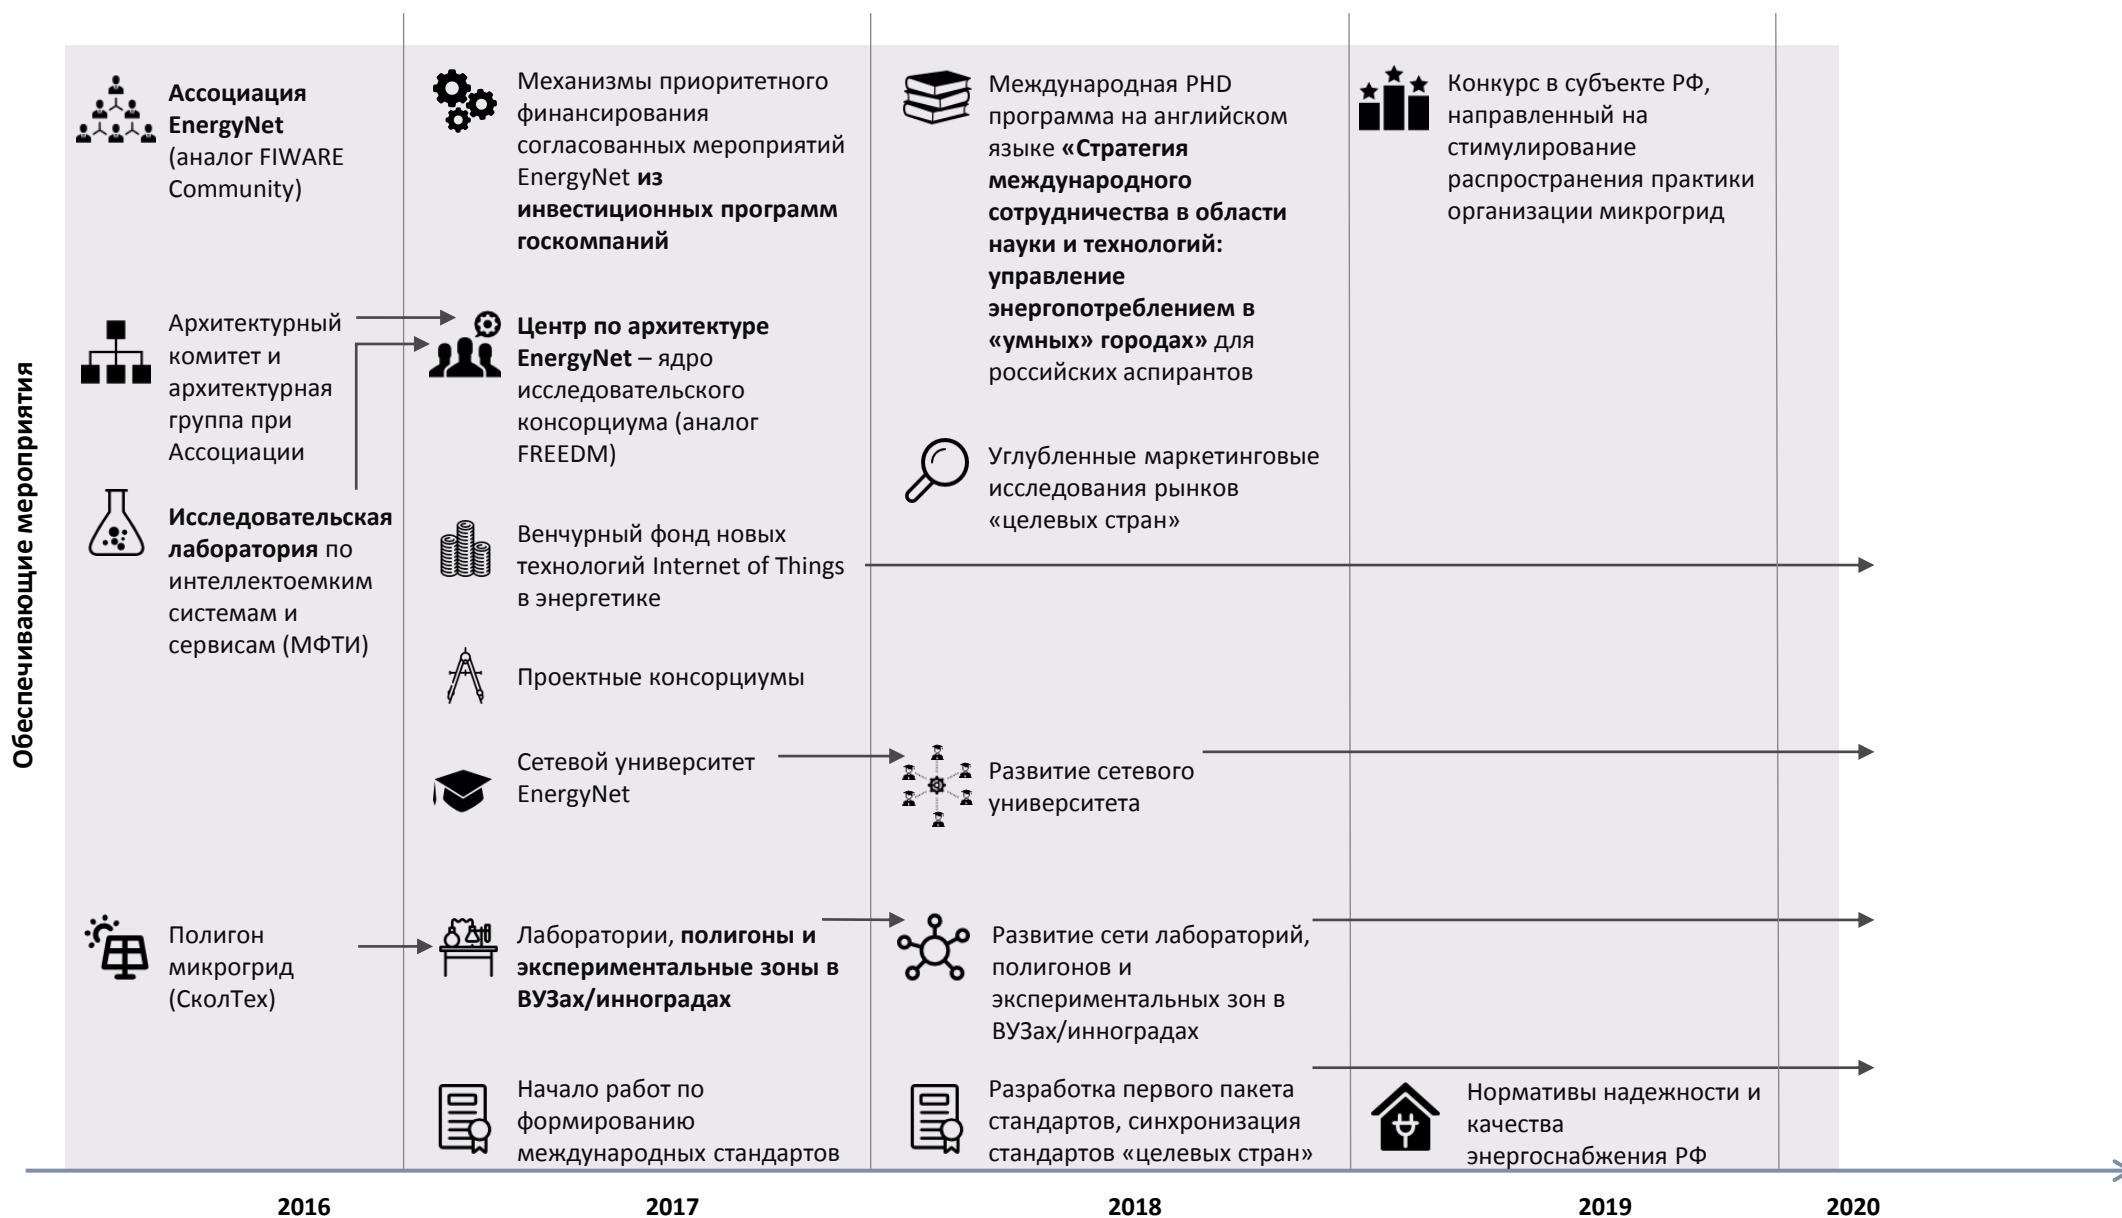 Обеспечивающие мероприятия
Ассоциация
EnergyNet
(аналог FIWARE
Community)
Архитектурный
комитет и
архитектурная
группа при
Ассоциации
Исследовательская
лаборатория по
интеллектоемким
системам и
сервисам (МФТИ)
Полигон
микрогрид
(СколТех)
Механизмы приоритетного
финансирования
согласованных мероприятий
EnergyNet из
инвестиционных программ
госкомпаний
Центр по архитектуре
EnergyNet – ядро
исследовательского
консорциума (аналог
FREEDM)
Венчурный фонд новых
технологий Internet of Things
в энергетике
Проектные консорциумы
Сетевой университет
EnergyNet
Лаборатории, полигоны и
экспериментальные зоны в
ВУЗах/инноградах
Начало работ по
формированию
международных стандартов
Международная PHD
программа на английском
языке «Стратегия
международного
сотрудничества в области
науки и технологий:
управление
энергопотреблением в
«умных» городах» для
российских аспирантов
Углубленные маркетинговые
исследования рынков
«целевых стран»
Развитие сетевого
университета
Развитие сети лабораторий,
полигонов и
экспериментальных зон в
ВУЗах/инноградах
Разработка первого пакета
стандартов, синхронизация
стандартов «целевых стран»
Конкурс в субъекте РФ,
направленный на
стимулирование
распространения практики
организации микрогрид
Нормативы надежности и
качества
энергоснабжения РФ
2016
2017
2018
2019
2020